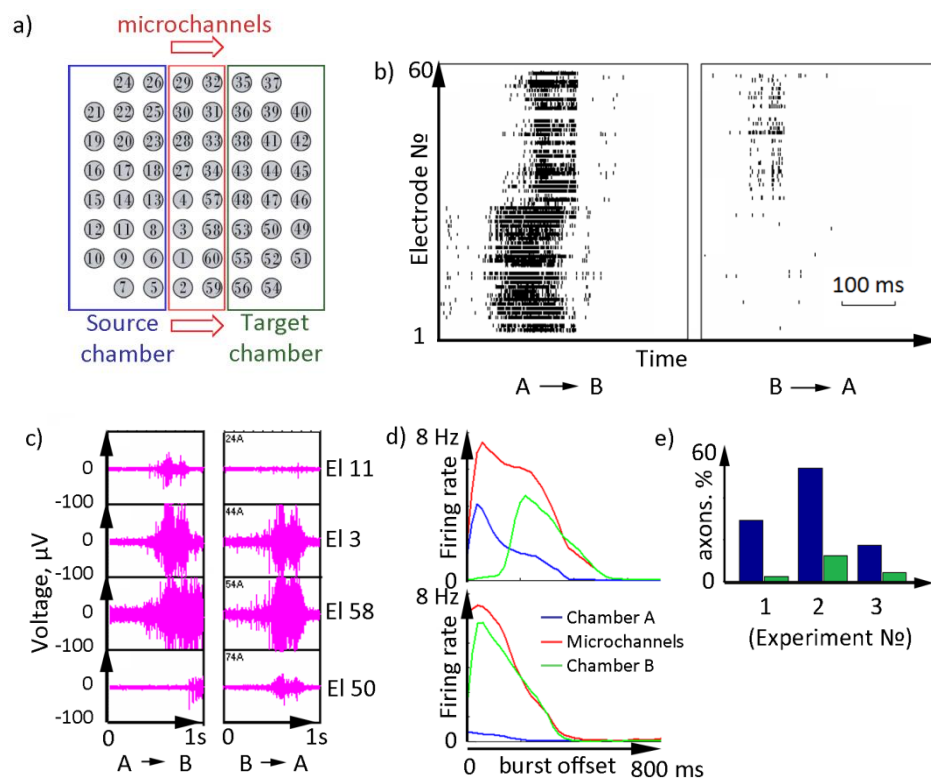 a)
microchannels
24 26 29 32 35 37
21 22 25 30 31 36 39 40
19 20 23 28 33 38 41 42
16 17 18 27 34 43 44 45
15 14 13 4 57 48 47 46
12 11 8 3 58 53 50 49
10 9 6 1 60 55 52 51
7 5 2 59 56 54
Source
chamber
Target
chamber
b)
60
Electrode №
1
100 ms
Time
A
B
B
A
c)
0
-100
0
-100
0
-100
0
-100
Voltage, µV
24A
44A
54A
74A
El 11
El 3
El 58
El 50
0
1s
0
1s
A
B
B
A
d)
8 Hz
Firing rate
0
8 Hz
Firing rate
0
Chamber A
Microchannels
Chamber B
0
burst offset
800 ms
e)
60
axons. %
0
1
2
3
(Experiment №)